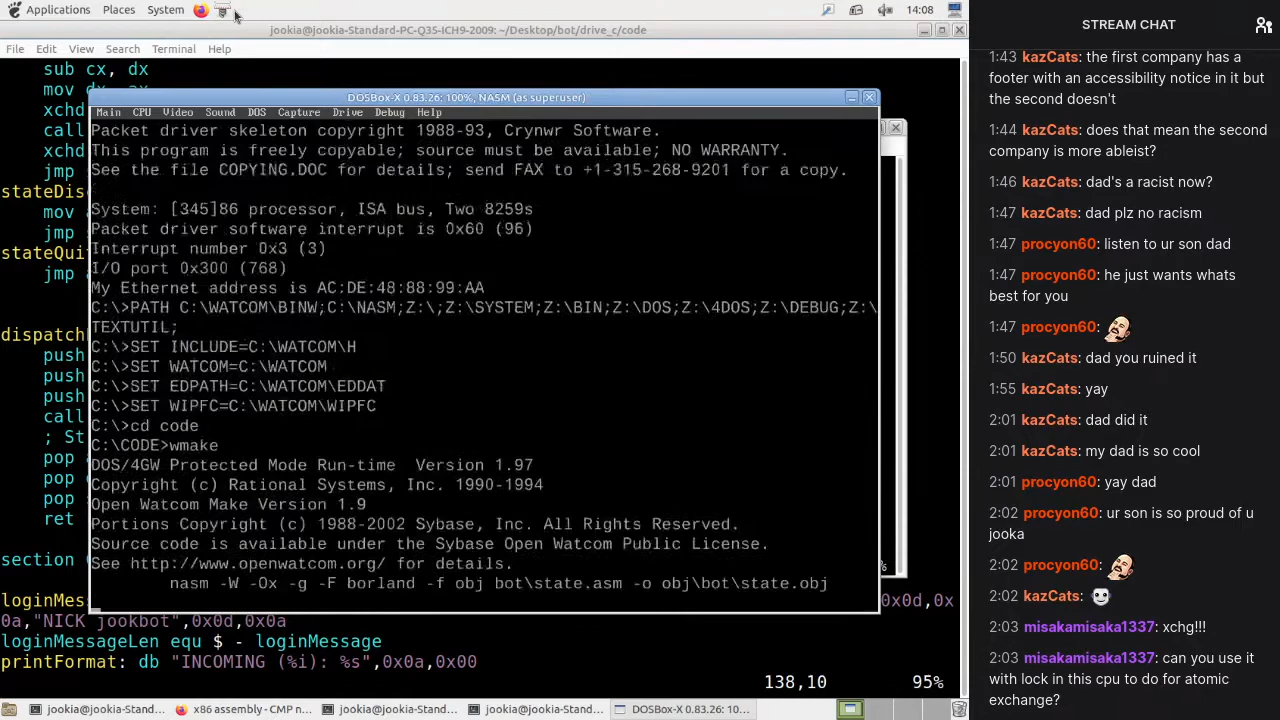 Applications Places System
14:08
jookia@jookia-Standard-PC-Q35-ICH9-2009: ~/Desktop/bot/drive_c/code
File Edit View Search Terminal Help
sub cx, dx
xchd
call
xchd
jmp
stateDis
mov
jmp
stateQui
jmp
dispatch
push
push
push
call
; St
pop
pop
pop
ret
section
loginMes
0x0d,0x
0a,"NICK jookbot",0x0d,0x0a
loginMessageLen equ $ - loginMessage
printFormat: db "INCOMING (%i): %s",0x0a,0x00
138,10 95%
DOSBox-X 0.83.26: 100%, NASM (as superuser)
Main CPU Video Sound DOS Capture Drive Debug Help
Packet driver skeleton copyright 1988-93, Crynwr Software.
This program is freely copyable; source must be available; NO WARRANTY.
See the file COPYING.DOC for details; send FAX to +1-315-268-9201 for a copy.
System: [345]86 processor, ISA bus, Two 8259s
Packet driver software interrupt is 0x60 (96)
Interrupt number 0x3 (3)
I/O port 0x300 (768)
My Ethernet address is AC:DE:48:88:99:AA
C:\>PATH C:\WATCOM\BINW;C:\NASM;Z:\;Z:\SYSTEM;Z:\BIN;Z:\DOS;Z:\4DOS;Z:\DEBUG;Z:\
TEXTUTIL;
C:\>SET INCLUDE=C:\WATCOM\H
C:\>SET WATCOM=C:\WATCOM
C:\>SET EDPATH=C:\WATCOM\EDDAT
C:\>SET WIPFC=C:\WATCOM\WIPFC
C:\>cd code
C:\CODE>wmake
DOS/4GW Protected Mode Run-time  Version 1.97
Copyright (c) Rational Systems, Inc. 1990-1994
Open Watcom Make Version 1.9
Portions Copyright (c) 1988-2002 Sybase, Inc. All Rights Reserved.
Source code is available under the Sybase Open Watcom Public License.
See http://www.openwatcom.org/ for details.
nasm -W -Ox -g -F borland -f obj bot\state.asm -o obj\bot\state.obj
%
jookia@jookia-Stand...
x86 assembly - CMP n...
jookia@jookia-Stand...
jookia@jookia-Stand...
DOSBox-X 0.83.26: 10...
STREAM CHAT
1:43 kazCats: the first company has a
footer with an accessibility notice in it but
the second doesn't
1:44 kazCats: does that mean the second
company is more ableist?
1:46 kazCats: dad's a racist now?
1:47 kazCats: dad plz no racism
1:47 procyon60: listen to ur son dad
1:47 procyon60: he just wants whats
best for you
1:47 procyon60:
1:50 kazCats: dad you ruined it
1:55 kazCats: yay
2:01 kazCats: dad did it
2:01 kazCats: my dad is so cool
2:01 procyon60: yay dad
2:02 procyon60: ur son is so proud of u
jooka
2:02 procyon60:
2:02 kazCats:
2:03 misakamisaka1337: xchg!!!
2:03 misakamisaka1337: can you use it
with lock in this cpu to do for atomic
exchange?